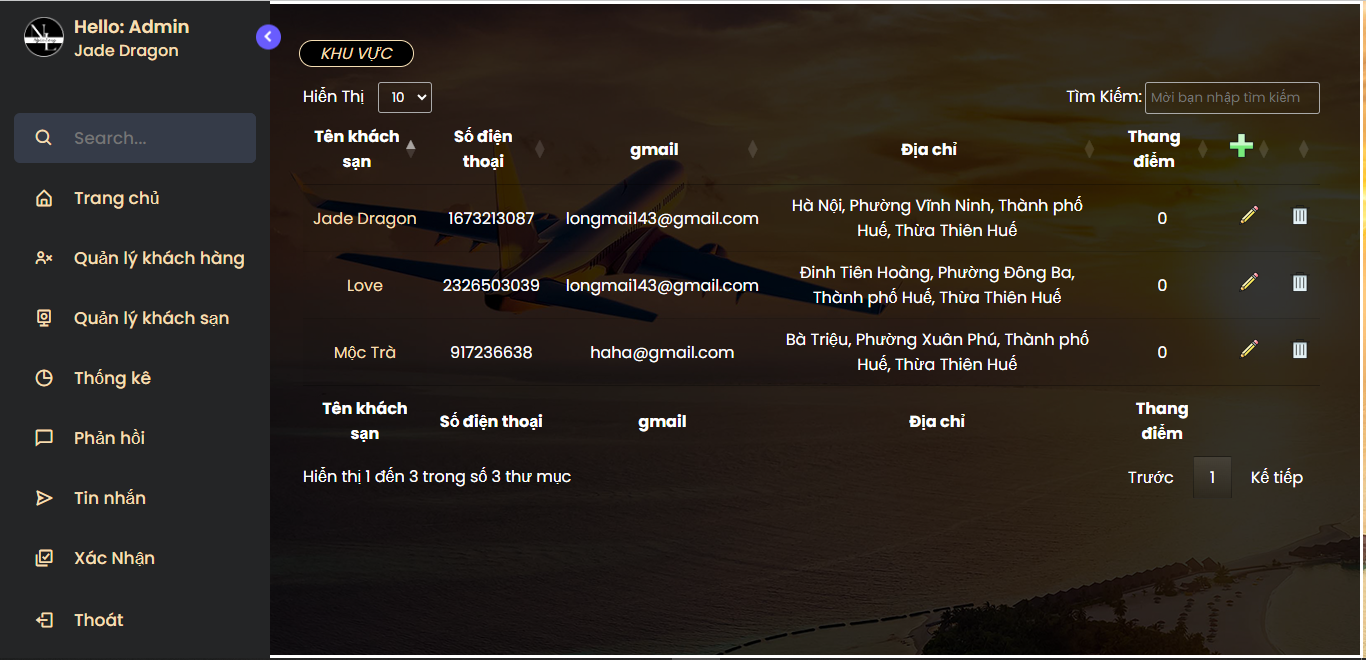 Hello: Admin
Jade Dragon
Search...
Trang chủ
Quản lý khách hàng
Quản lý khách sạn
Thống kê
Phản hồi
Tin nhắn
Xác Nhận
Thoát
KHU VỰC
Hiển Thị 10
Tìm Kiếm: Mời bạn nhập tìm kiếm
Tên khách sạn Số điện thoại gmail Địa chỉ Thang điểm
Jade Dragon 1673213087 longmai143@gmail.com Hà Nội, Phường Vĩnh Ninh, Thành phố
Huế, Thừa Thiên Huế 0
Love 2326503039 longmai143@gmail.com Đinh Tiên Hoàng, Phường Đông Ba,
Thành phố Huế, Thừa Thiên Huế 0
Mộc Trà 917236638 haha@gmail.com Bà Triệu, Phường Xuân Phú, Thành phố
Huế, Thừa Thiên Huế 0
Tên khách sạn Số điện thoại gmail Địa chỉ Thang điểm
Hiển thị 1 đến 3 trong số 3 thư mục
Trước 1 Kế tiếp